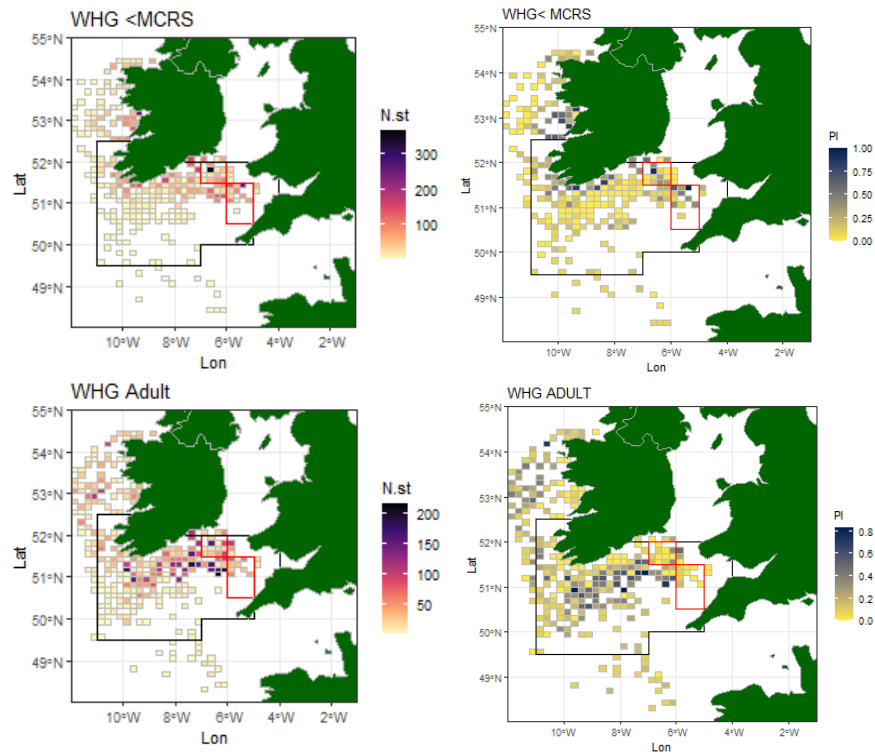 WHG <MCRS
55°N
54°N
53°N
52°N
51°N
50°N
49°N
Lat
10°W 8°W 6°W 4°W 2°W
Lon
N.st
300
200
100
WHG< MCRS
55°N
54°N
53°N
52°N
51°N
50°N
49°N
Lat
10°W 8°W 6°W 4°W 2°W
Lon
PI
1.00
0.75
0.50
0.25
0.00
WHG Adult
55°N
54°N
53°N
52°N
51°N
50°N
49°N
Lat
10°W 8°W 6°W 4°W 2°W
Lon
N.st
200
150
100
50
WHG ADULT
55°N
54°N
53°N
52°N
51°N
50°N
49°N
Lat
10°W 8°W 6°W 4°W 2°W
Lon
PI
0.8
0.6
0.4
0.2
0.0